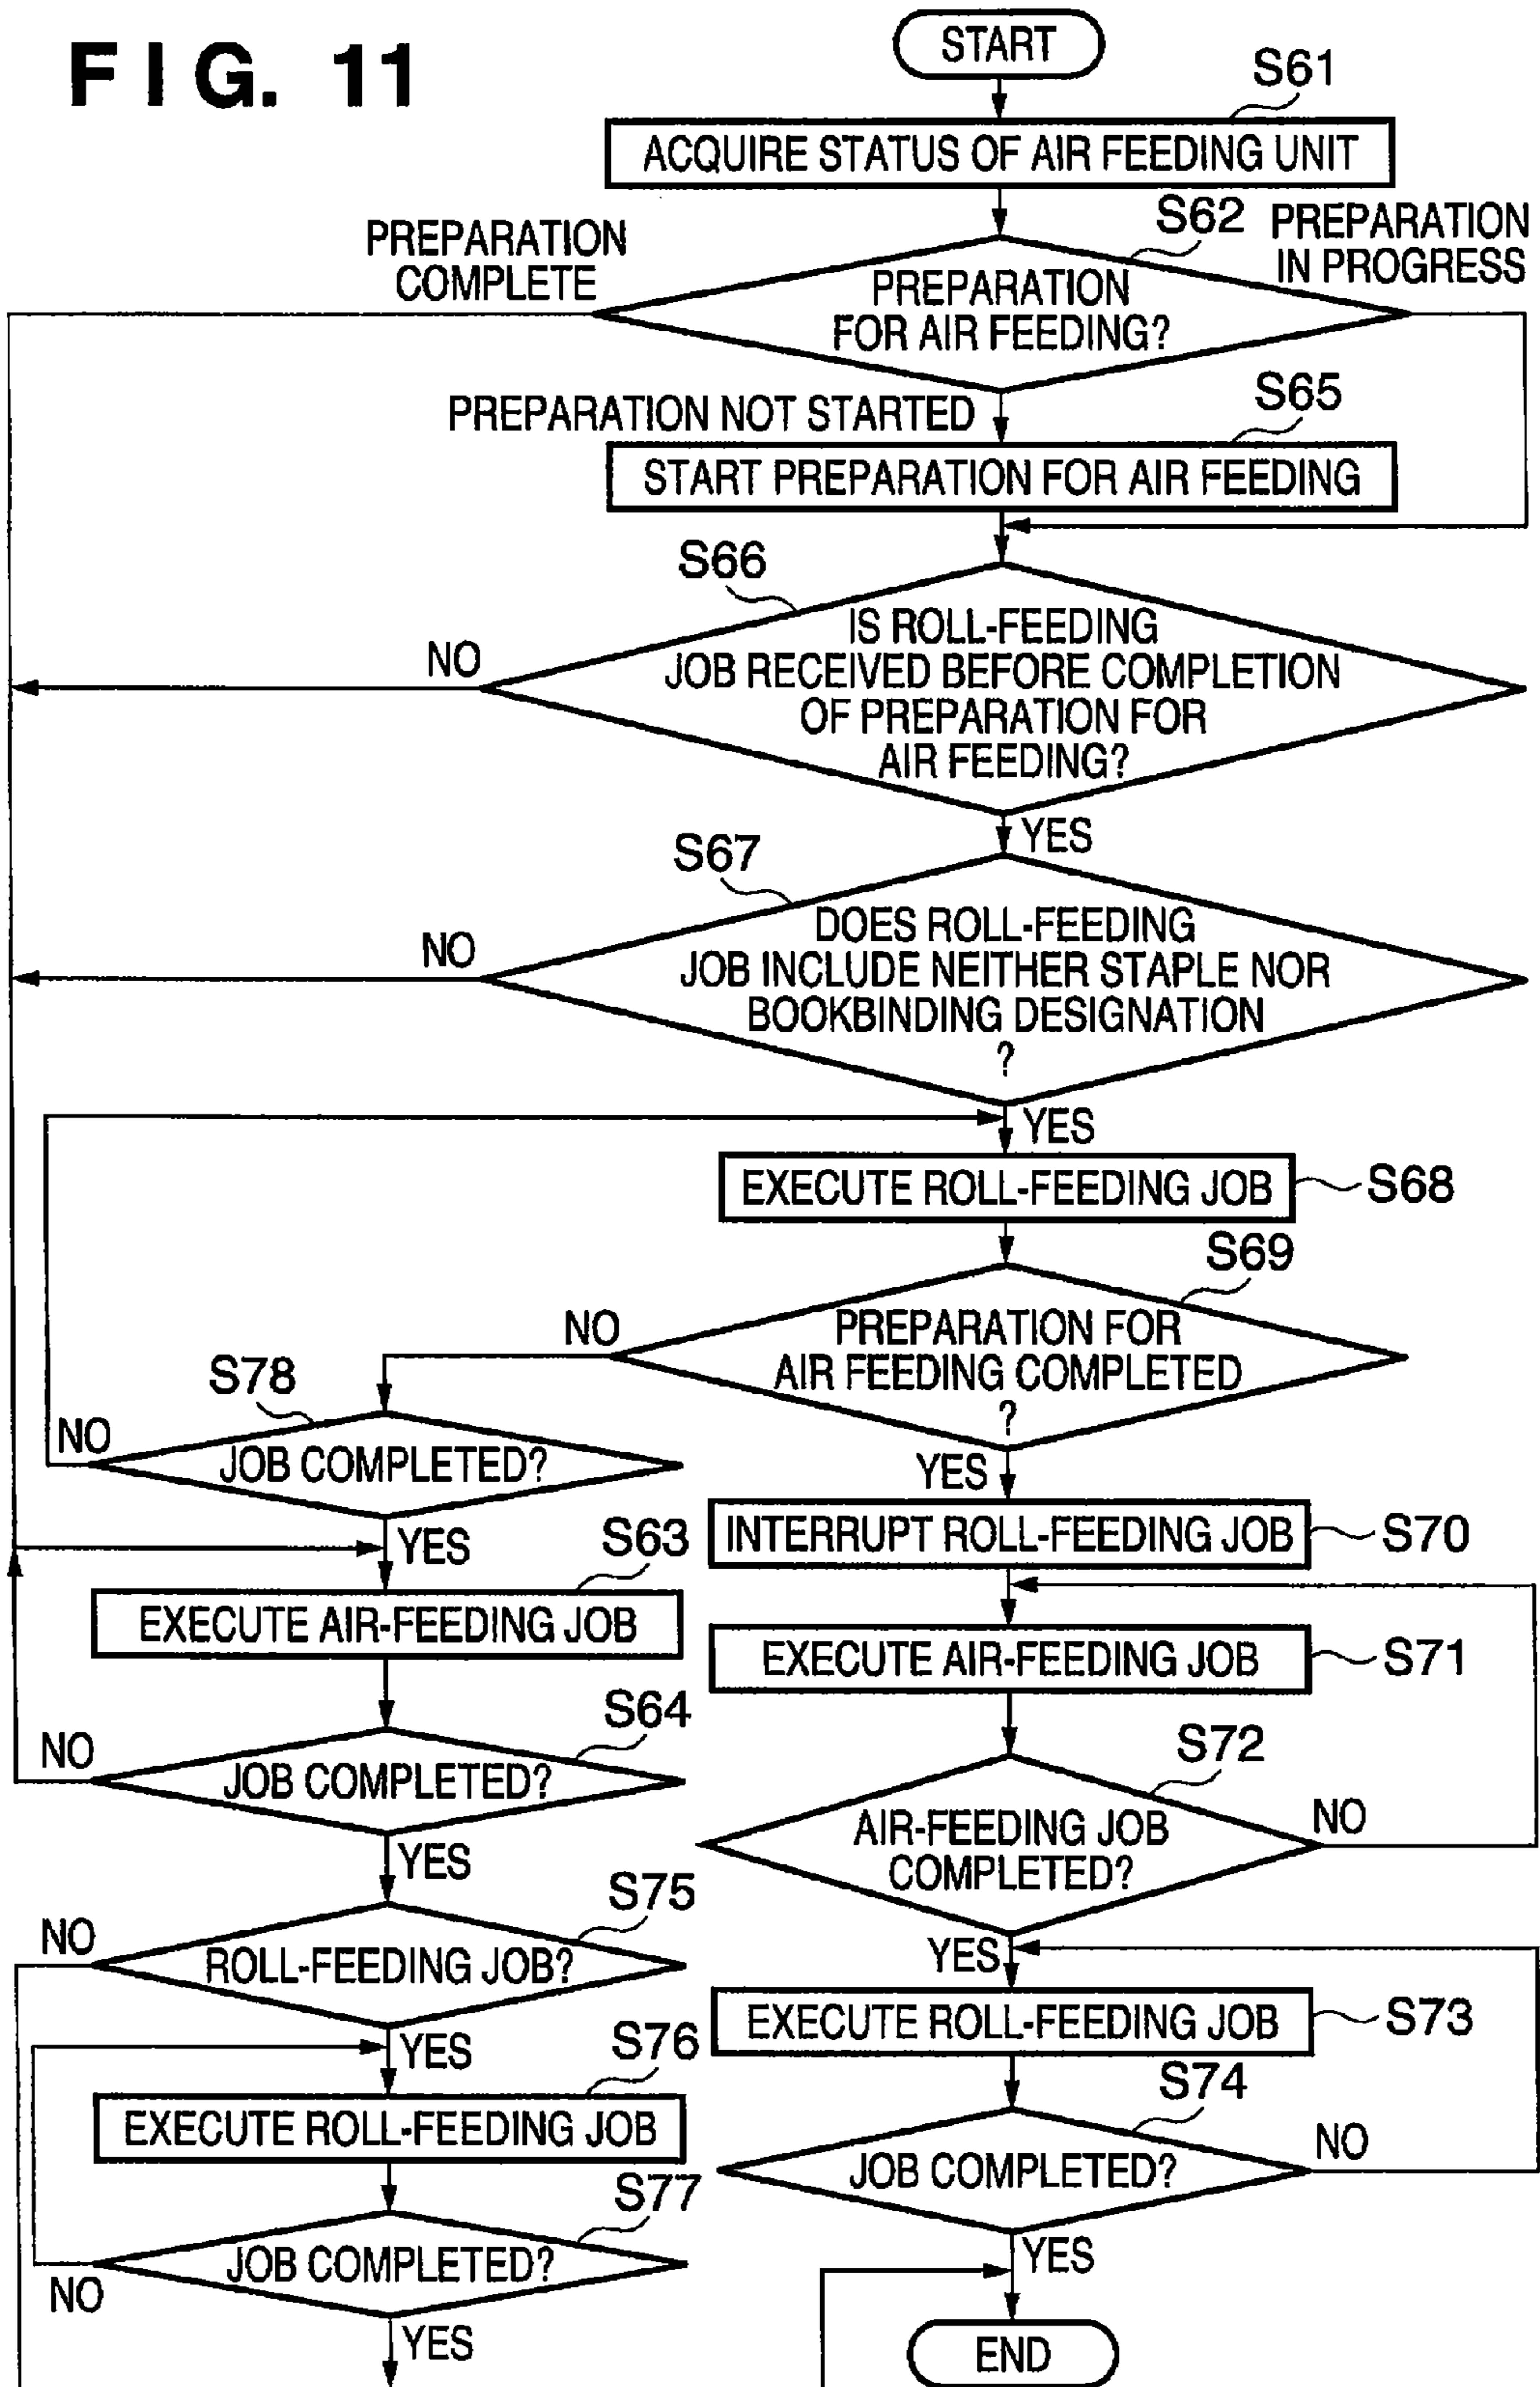 FIG. 11
START
S61
ACQUIRE STATUS OF AIR FEEDING UNIT
S62
PREPARATION
COMPLETE
PREPARATION
IN PROGRESS
PREPARATION
FOR AIR FEEDING?
PREPARATION NOT STARTED
S65
START PREPARATION FOR AIR FEEDING
S66
IS ROLL-FEEDING
JOB RECEIVED BEFORE COMPLETION
OF PREPARATION FOR
AIR FEEDING?
NO
YES
S67
DOES ROLL-FEEDING
JOB INCLUDE NEITHER STAPLE NOR
BOOKBINDING DESIGNATION
?
NO
YES
EXECUTE ROLL-FEEDING JOB
S68
S69
PREPARATION FOR
AIR FEEDING COMPLETED
?
NO
YES
S78
JOB COMPLETED?
NO
YES
INTERRUPT ROLL-FEEDING JOB
S70
S63
EXECUTE AIR-FEEDING JOB
EXECUTE AIR-FEEDING JOB
S71
S64
JOB COMPLETED?
NO
YES
S72
AIR-FEEDING JOB
COMPLETED?
NO
YES
S75
ROLL-FEEDING JOB?
NO
YES
EXECUTE ROLL-FEEDING JOB
S73
S76
EXECUTE ROLL-FEEDING JOB
S74
JOB COMPLETED?
NO
YES
S77
JOB COMPLETED?
NO
YES
END